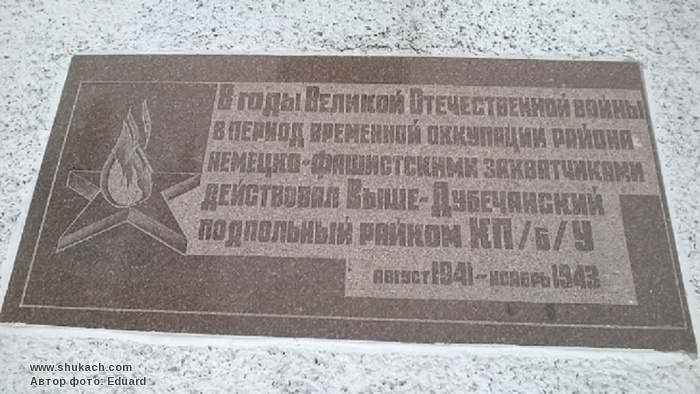 В годы Великой Отечественной войны
в период временной оккупации района
немецко-фашистскими захватчиками
действовал Выше-Дубечанский
подпольный райком КП/б/У
август 1941 - ноябрь 1943
www.shukach.com
Автор фото: Eduard